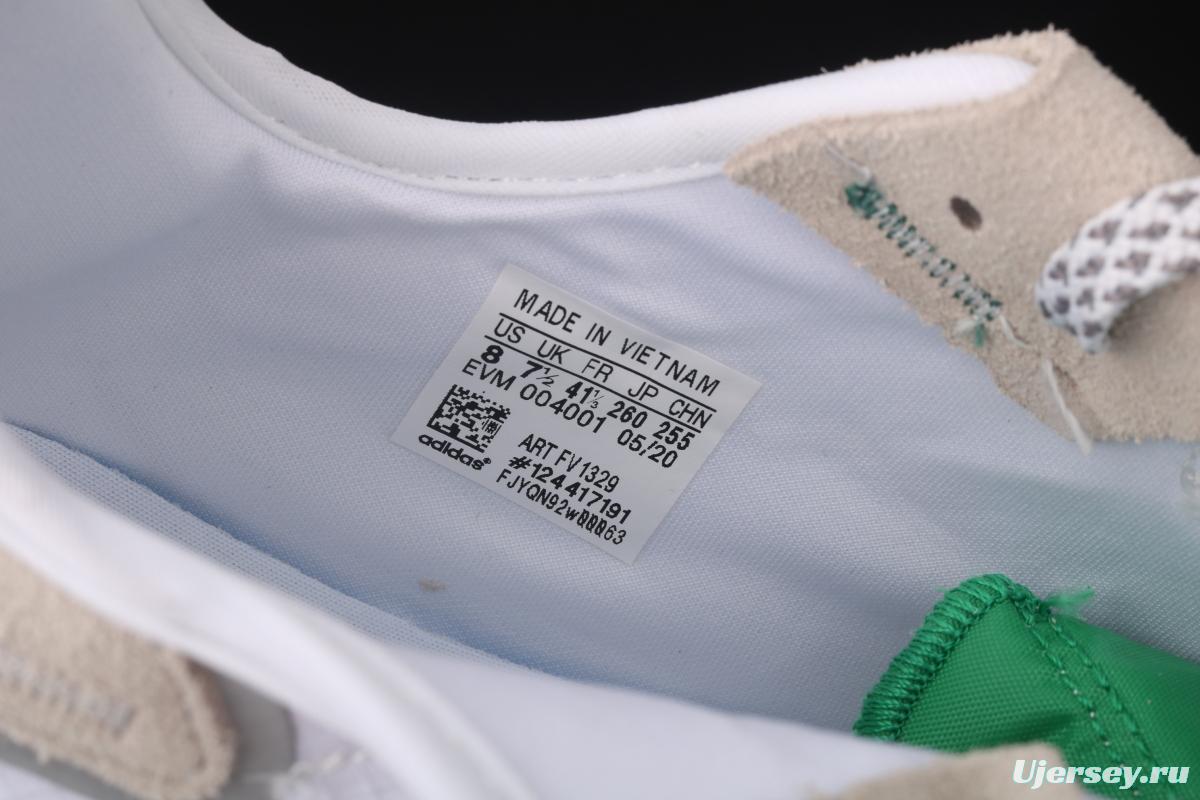 MADE IN VIETNAM
US UK FR JP CHN
8 7½ 41⅓ 260 255
EVM 004001 05/20
adidas®
ART FV1329
#124417191
FJYQN92w00063
Ujersey.ru